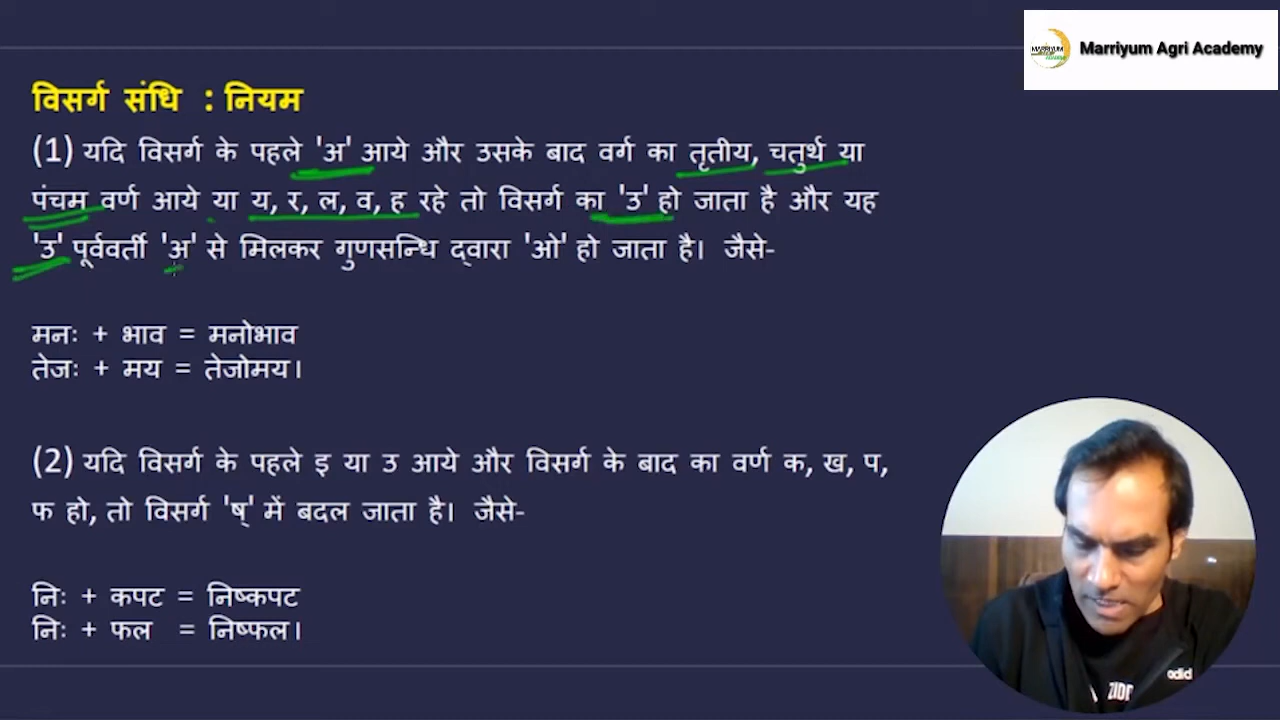 Marriyum Agri Academy
विसर्ग संधि : नियम
(1) यदि विसर्ग के पहले 'अ' आये और उसके बाद वर्ग का तृतीय, चतुर्थ या
पंचम वर्ण आये या य, र, ल, व, ह रहे तो विसर्ग का 'उ' हो जाता है और यह
'उ' पूर्ववर्ती 'अ' से मिलकर गुणसन्धि द्वारा 'ओ' हो जाता है। जैसे-
मनः + भाव = मनोभाव
तेजः + मय = तेजोमय।
(2) यदि विसर्ग के पहले इ या उ आये और विसर्ग के बाद का वर्ण क, ख, प,
फ हो, तो विसर्ग 'ष्' में बदल जाता है। जैसे-
निः + कपट = निष्कपट
निः + फल = निष्फल।